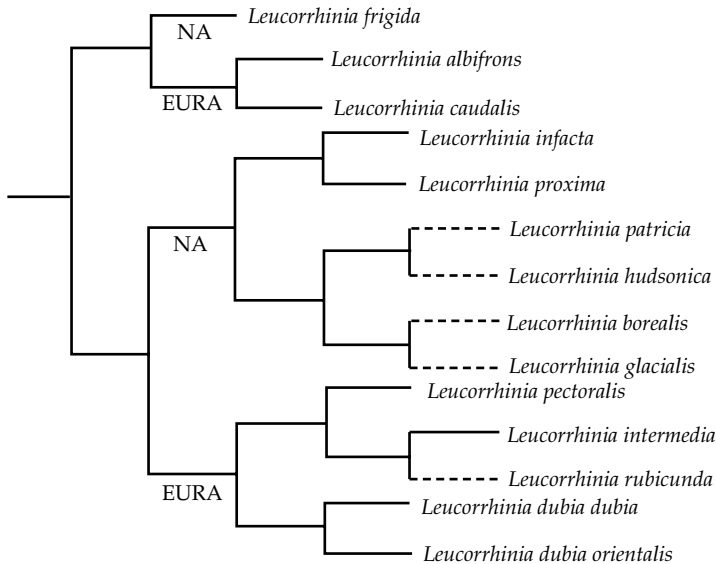 Leucorrhinia frigida
NA
Leucorrhinia albifrons
EURA
Leucorrhinia caudalis
Leucorrhinia infacta
Leucorrhinia proxima
NA
Leucorrhinia patricia
Leucorrhinia hudsonica
Leucorrhinia borealis
Leucorrhinia glacialis
Leucorrhinia pectoralis
Leucorrhinia intermedia
Leucorrhinia rubicunda
EURA
Leucorrhinia dubia dubia
Leucorrhinia dubia orientalis